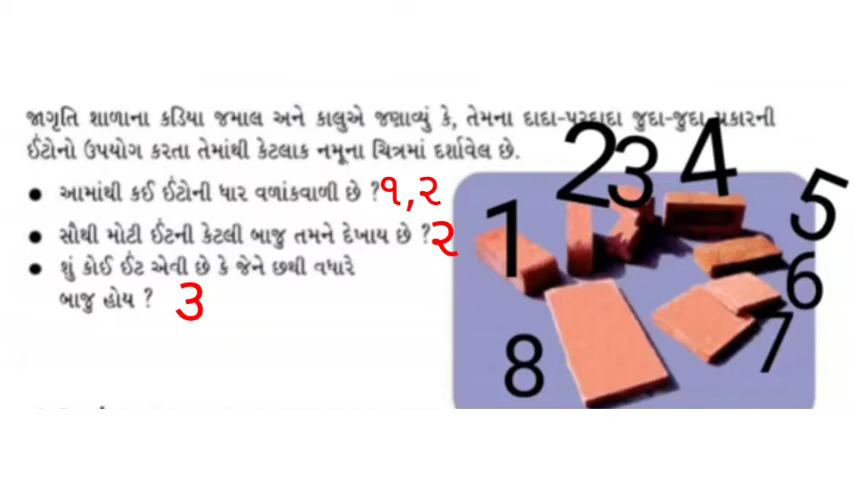 જાગૃતિ શાળાના કડિયા જમાલ અને કાલુએ જણાવ્યું કે, તેમના દાદા-પરદાદા જુદા-જુદા પ્રકારની
ઈંટોનો ઉપયોગ કરતા તેમાંથી કેટલાક નમૂના ચિત્રમાં દર્શાવેલ છે.
● આમાંથી કઈ ઈંટોની ધાર વળાંકવાળી છે ? ૧,૨
● સૌથી મોટી ઈંટની કેટલી બાજુ તમને દેખાય છે ? ૨
● શું કોઈ ઈંટ એવી છે કે જેને છથી વધારે
બાજુ હોય ? ૩
1
2
3
4
5
6
7
8